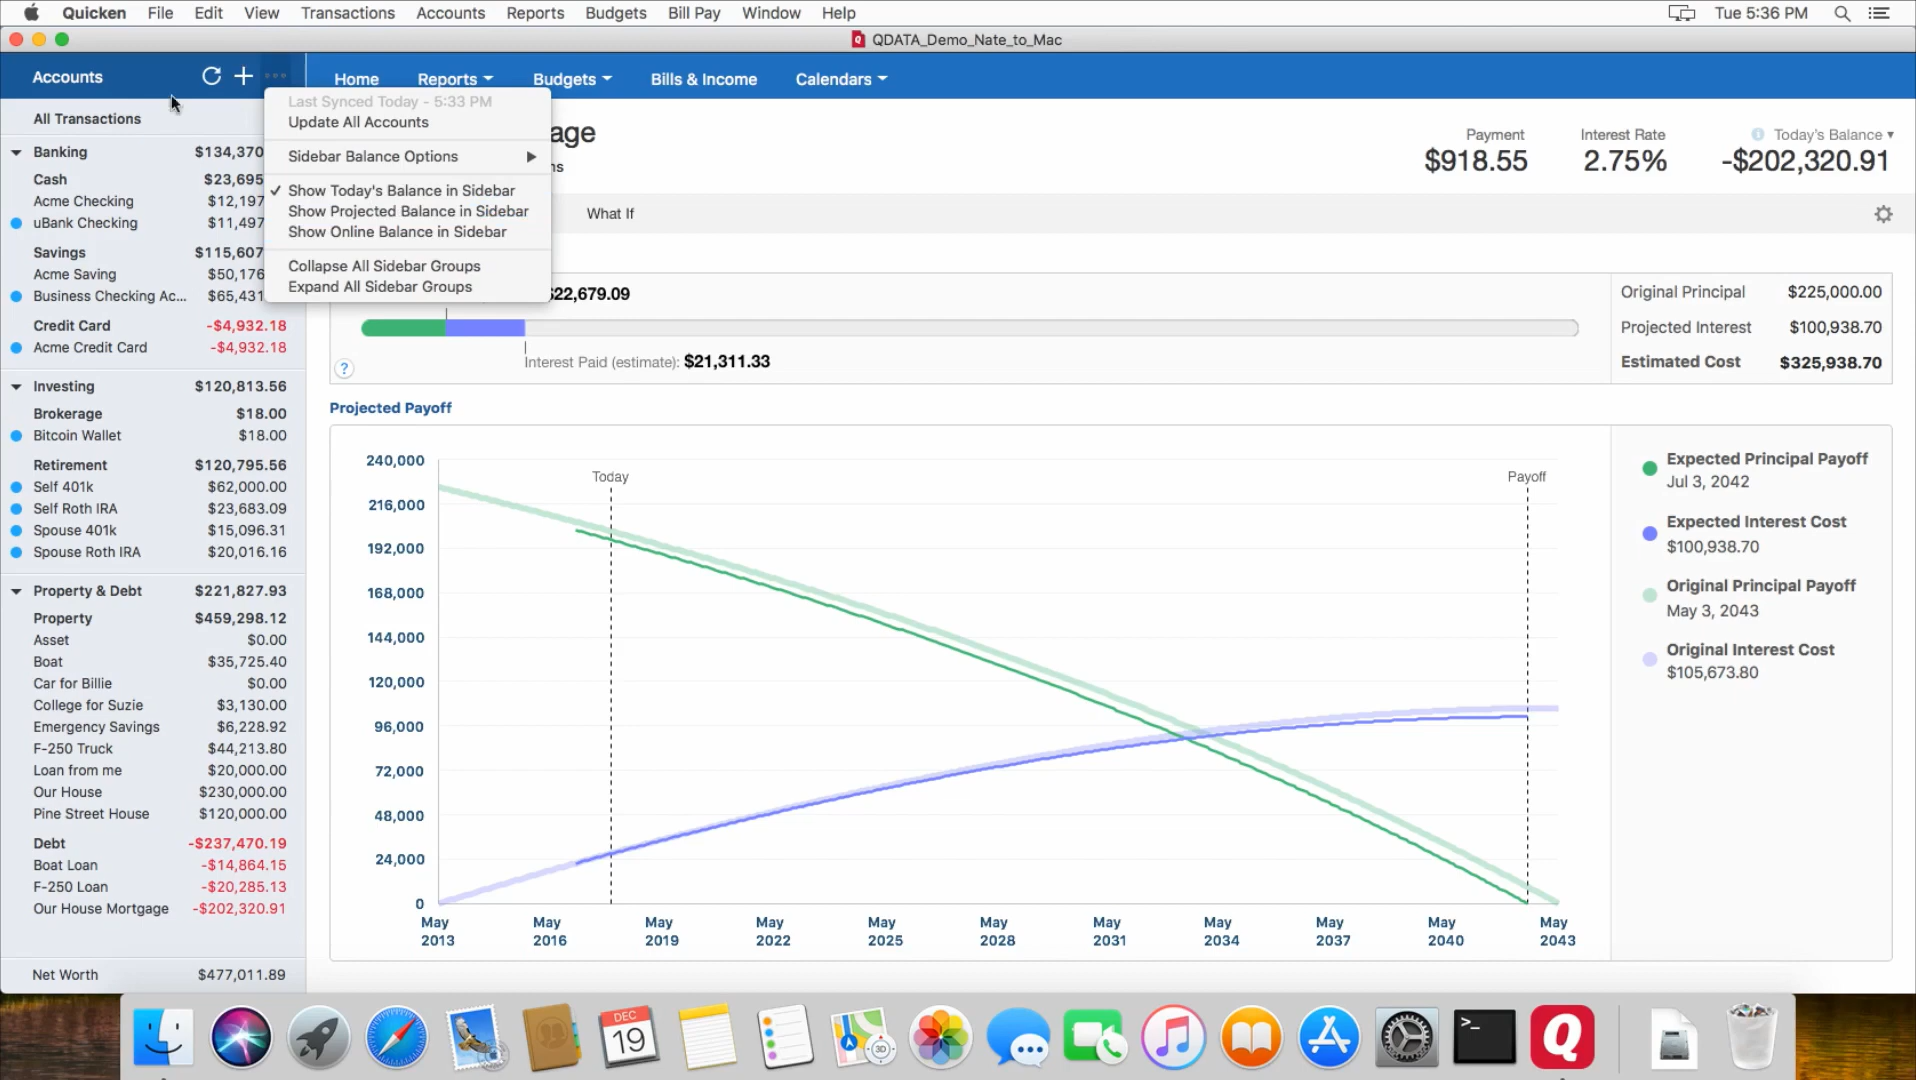 Quicken File Edit View Transactions Accounts Reports Budgets Bill Pay Window Help Tue 5:36 PM
QDATA_Demo_Nate_to_Mac
Accounts Home Reports Budgets Bills & Income Calendars
All Transactions
Banking $134,370
Cash $23,695
Acme Checking $12,197
uBank Checking $11,497
Savings $115,607
Acme Saving $50,176
Business Checking Ac... $65,431
Credit Card -$4,932.18
Acme Credit Card -$4,932.18
Investing $120,813.56
Brokerage $18.00
Bitcoin Wallet $18.00
Retirement $120,795.56
Self 401k $62,000.00
Self Roth IRA $23,683.09
Spouse 401k $15,096.31
Spouse Roth IRA $20,016.16
Property & Debt $221,827.93
Property $459,298.12
Asset $0.00
Boat $35,725.40
Car for Billie $0.00
College for Suzie $3,130.00
Emergency Savings $6,228.92
F-250 Truck $44,213.80
Loan from me $20,000.00
Our House $230,000.00
Pine Street House $120,000.00
Debt -$237,470.19
Boat Loan -$14,864.15
F-250 Loan -$20,285.13
Our House Mortgage -$202,320.91
Net Worth $477,011.89
Last Synced Today - 5:33 PM
Update All Accounts
Sidebar Balance Options
Show Today's Balance in Sidebar
Show Projected Balance in Sidebar
Show Online Balance in Sidebar
Collapse All Sidebar Groups
Expand All Sidebar Groups
age
ns
Payment Interest Rate Today's Balance
$918.55 2.75% -$202,320.91
What If
$22,679.09
Interest Paid (estimate): $21,311.33
?
Original Principal $225,000.00
Projected Interest $100,938.70
Estimated Cost $325,938.70
Projected Payoff
240,000
216,000
192,000
168,000
144,000
120,000
96,000
72,000
48,000
24,000
0
Today
Payoff
May May May May May May May May May May May
2013 2016 2019 2022 2025 2028 2031 2034 2037 2040 2043
Expected Principal Payoff
Jul 3, 2042
Expected Interest Cost
$100,938.70
Original Principal Payoff
May 3, 2043
Original Interest Cost
$105,673.80
DEC
19
3D
>_
Q